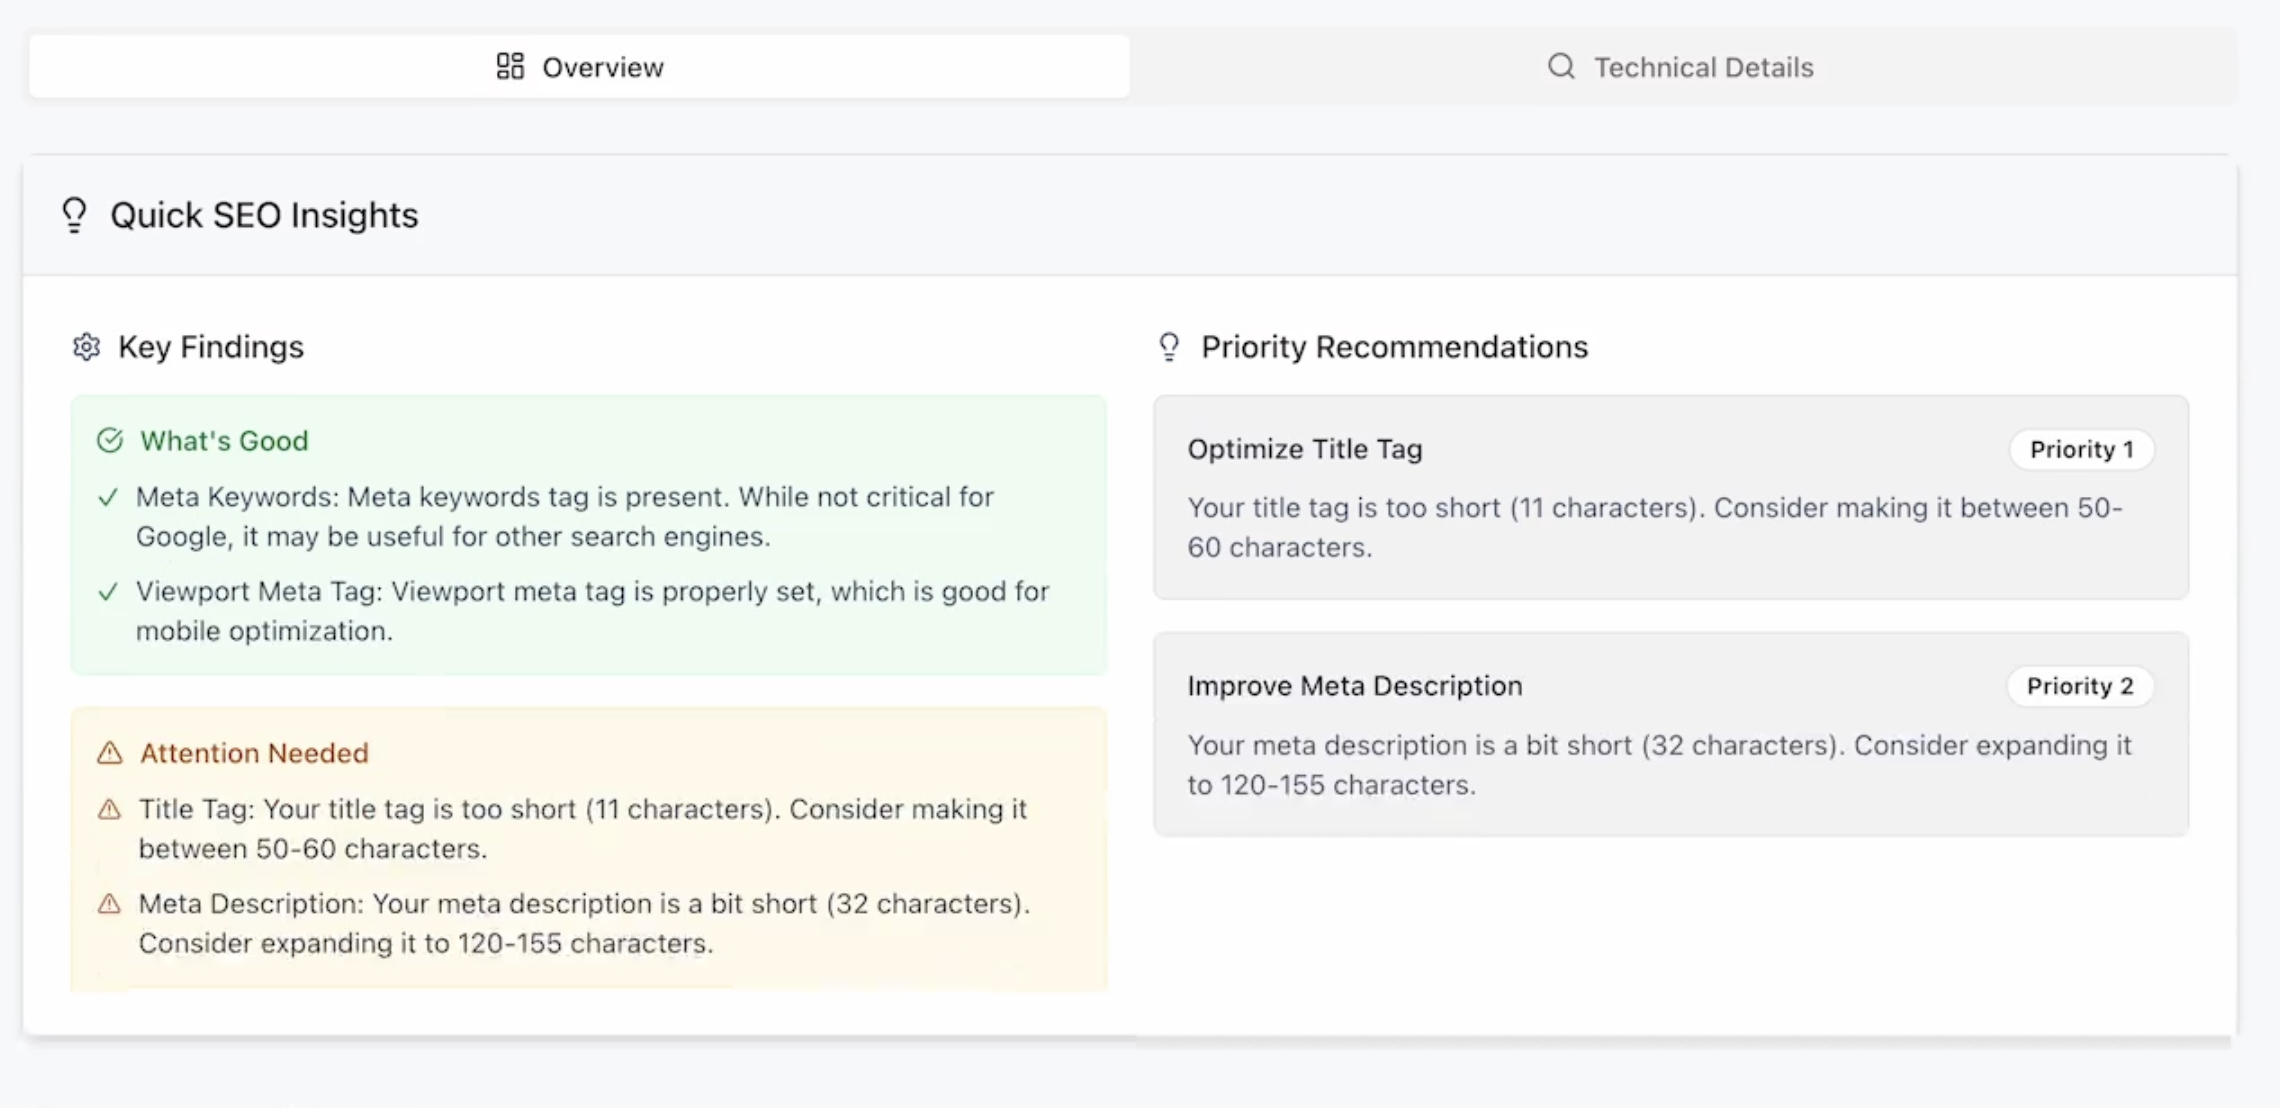 Overview
Technical Details
Quick SEO Insights
Key Findings
What's Good
Meta Keywords: Meta keywords tag is present. While not critical for
Google, it may be useful for other search engines.
Viewport Meta Tag: Viewport meta tag is properly set, which is good for
mobile optimization.
Attention Needed
Title Tag: Your title tag is too short (11 characters). Consider making it
between 50-60 characters.
Meta Description: Your meta description is a bit short (32 characters).
Consider expanding it to 120-155 characters.
Priority Recommendations
Optimize Title Tag
Priority 1
Your title tag is too short (11 characters). Consider making it between 50-
60 characters.
Improve Meta Description
Priority 2
Your meta description is a bit short (32 characters). Consider expanding it
to 120-155 characters.